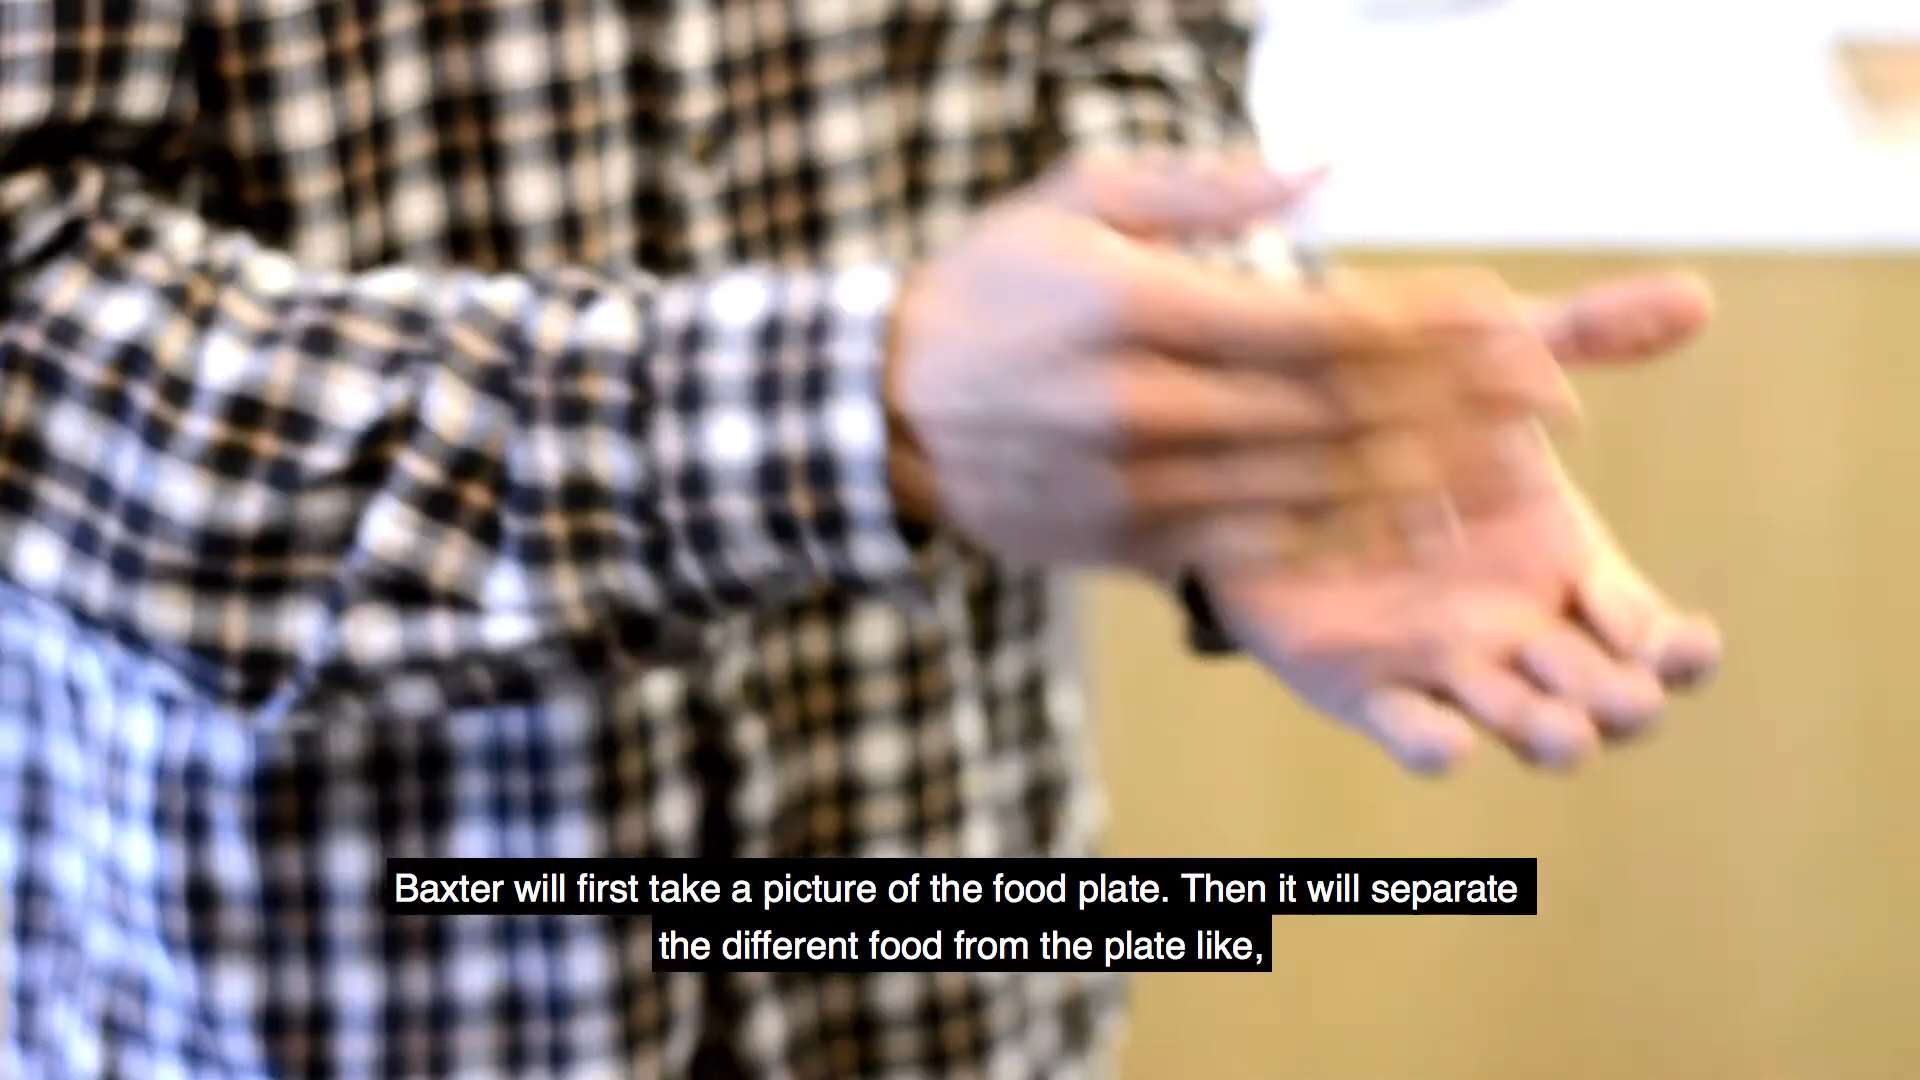 Baxter will first take a picture of the food plate. Then it will separate
the different food from the plate like,